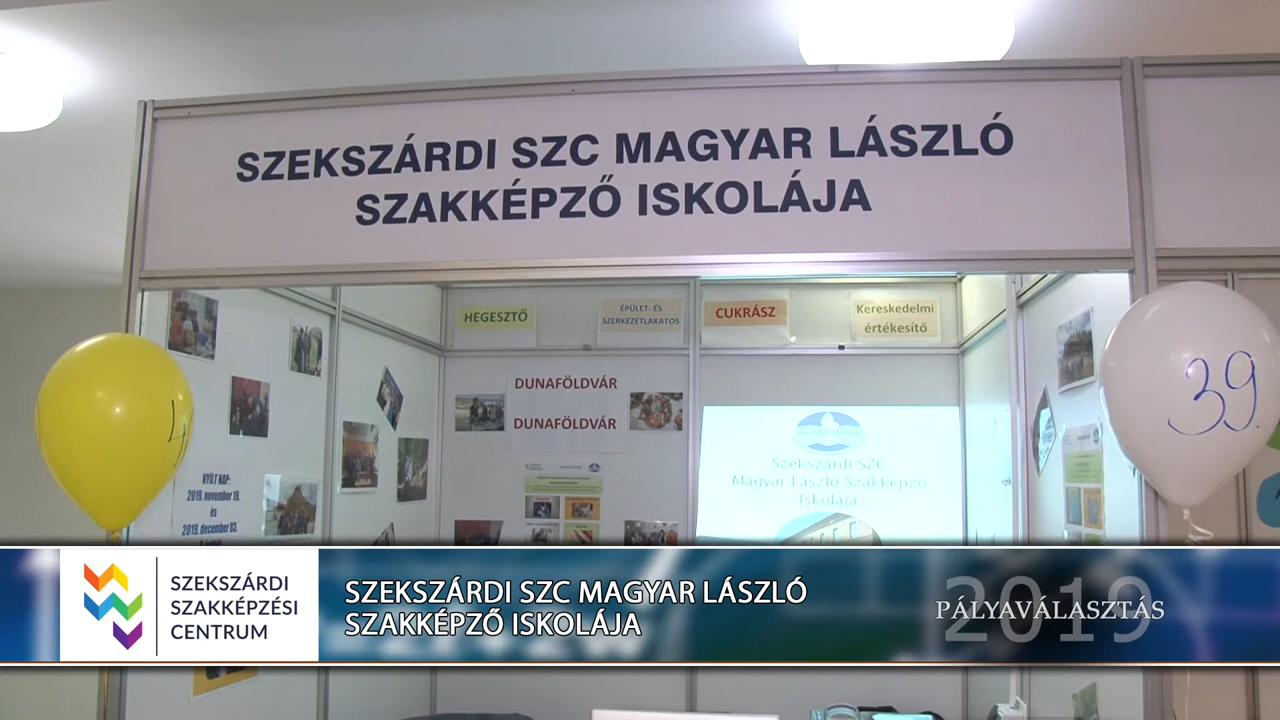 SZEKSZÁRDI SZC MAGYAR LÁSZLÓ
SZAKKÉPZŐ ISKOLÁJA
HEGESZTŐ
ÉPÜLET- ÉS
SZERKEZETLAKATOS
CUKRÁSZ
Kereskedelmi
értékesítő
DUNAFÖLDVÁR
DUNAFÖLDVÁR
4
39.
NYÍLT NAP:
2019. november 19.
és
2019. december 03.
Szekszárdi SZC
Magyar László Szakképző
Iskolája
SZEKSZÁRDI
SZAKKÉPZÉSI
CENTRUM
SZEKSZÁRDI SZC MAGYAR LÁSZLÓ
SZAKKÉPZŐ ISKOLÁJA
2019
PÁLYAVÁLASZTÁS